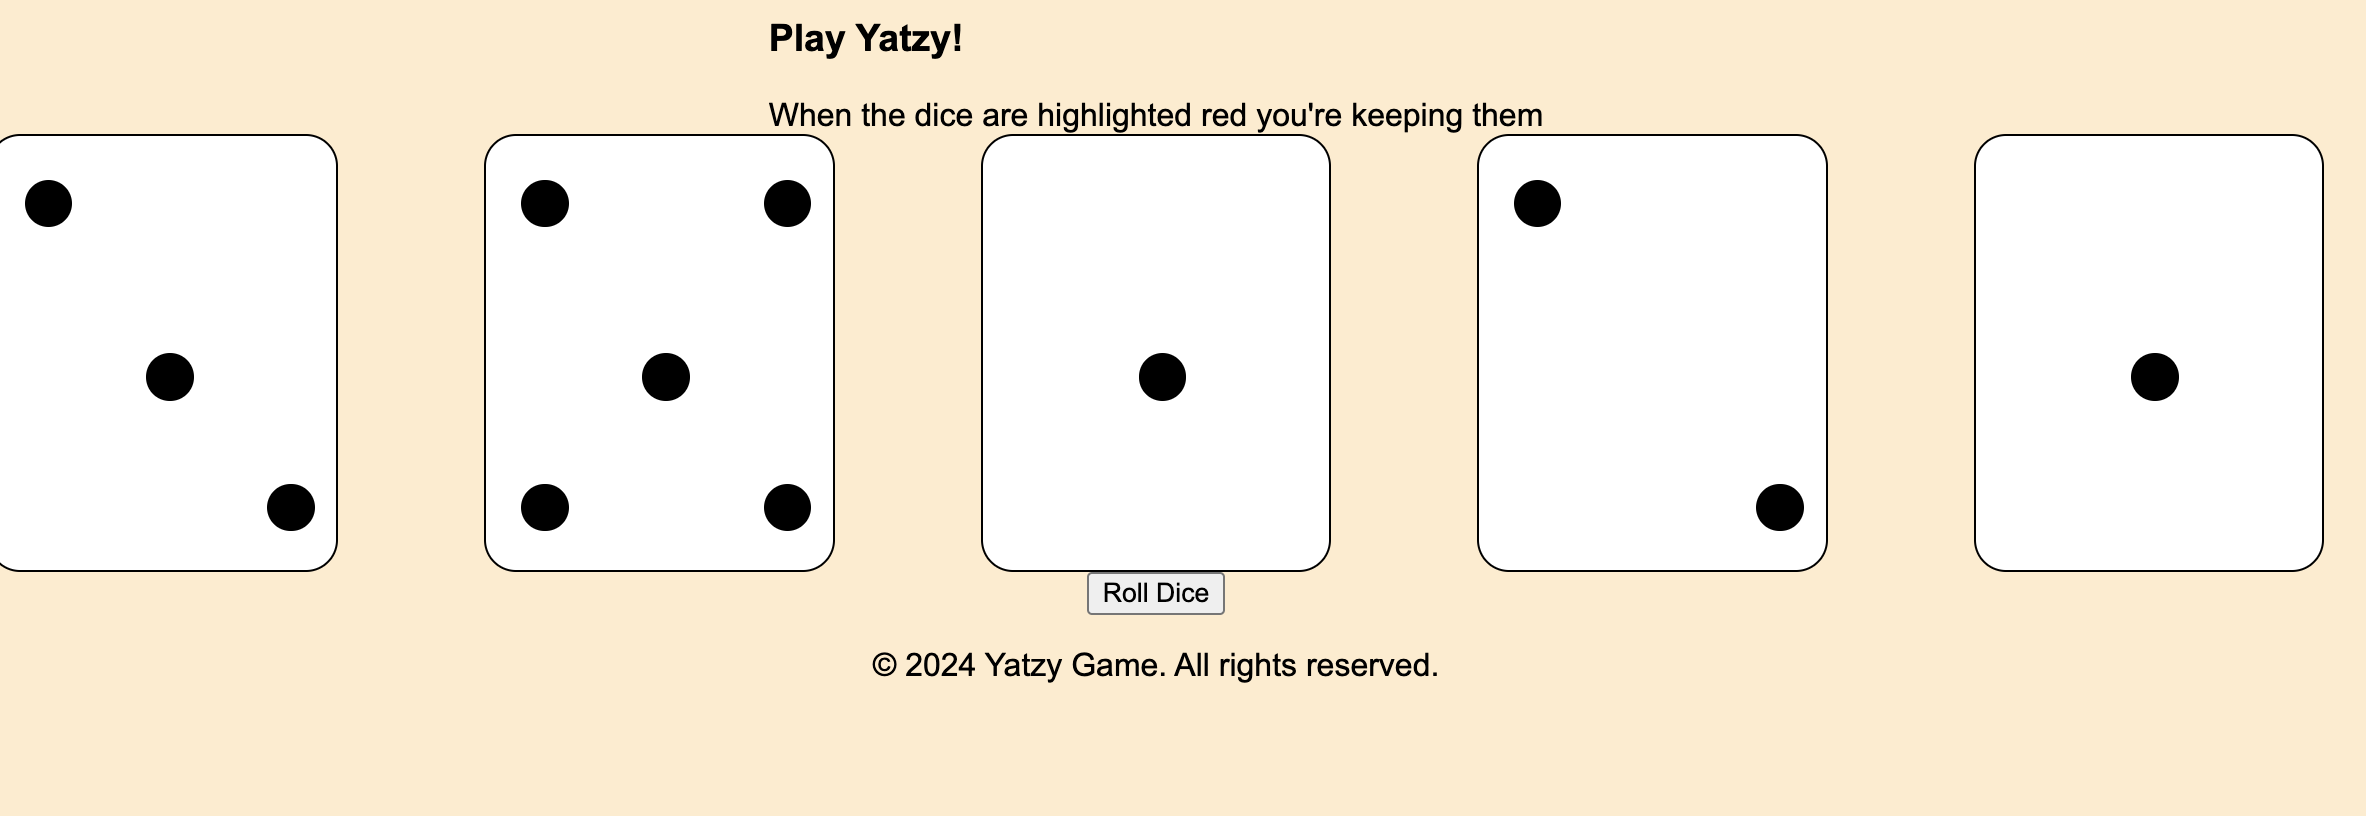 Play Yatzy!
When the dice are highlighted red you're keeping them
Roll Dice
© 2024 Yatzy Game. All rights reserved.